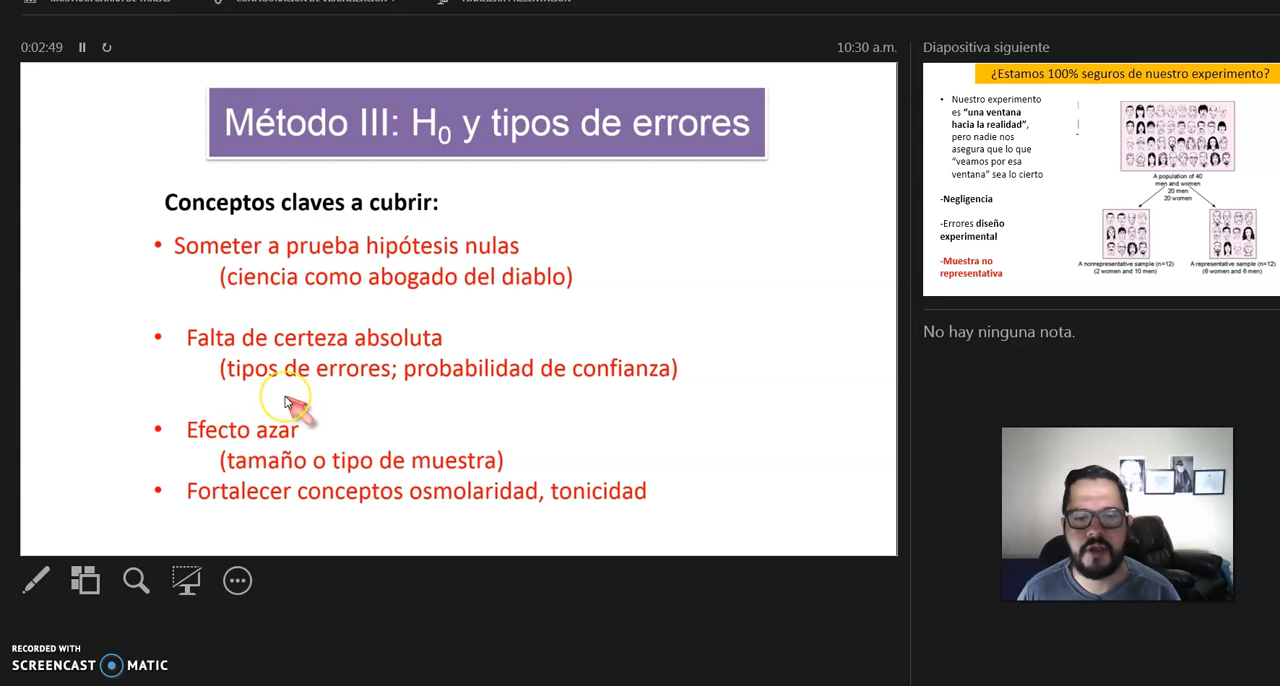 0:02:49
10:30 a.m.
Diapositiva siguiente
Método III: H0 y tipos de errores
Conceptos claves a cubrir:
• Someter a prueba hipótesis nulas
(ciencia como abogado del diablo)
• Falta de certeza absoluta
(tipos de errores; probabilidad de confianza)
• Efecto azar
(tamaño o tipo de muestra)
• Fortalecer conceptos osmolaridad, tonicidad
¿Estamos 100% seguros de nuestro experimento?
• Nuestro experimento
es “una ventana
hacia la realidad”,
pero nadie nos
asegura que lo que
“veamos por esa
ventana” sea lo cierto
-Negligencia
-Errores diseño
experimental
-Muestra no
representativa
A population of 40
men and women
20 men
20 women
A nonrepresentative sample (n=12)
(2 women and 10 men)
A representative sample (n=12)
(6 women and 6 men)
No hay ninguna nota.
RECORDED WITH
SCREENCAST MATIC